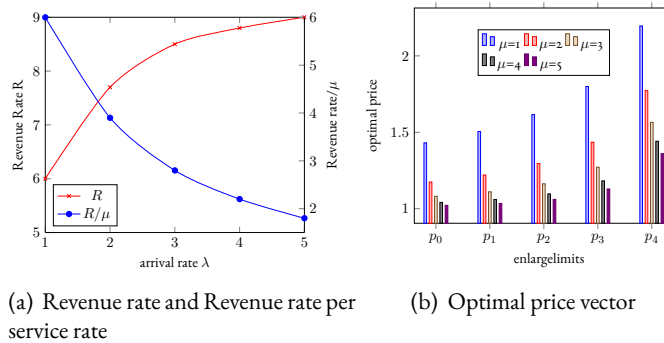 9
8
7
6
5
Revenue Rate R
6
5
4
3
2
Revenue rate/μ
R
R/μ
1 2 3 4 5
arrival rate λ
2
1.5
1
optimal price
μ=1 μ=2 μ=3
μ=4 μ=5
p0 p1 p2 p3 p4
enlargelimits
(a) Revenue rate and Revenue rate per
service rate
(b) Optimal price vector